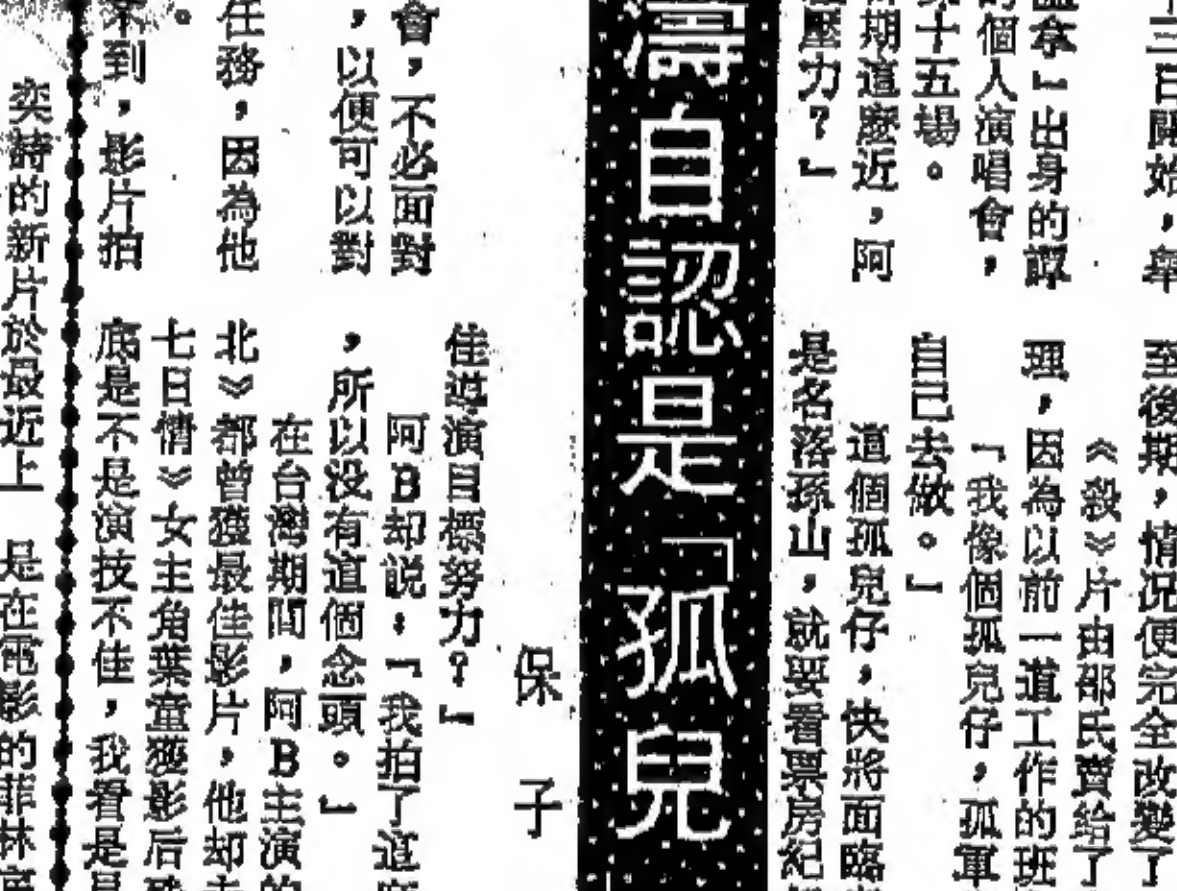 三日開始,舉
拿』出身的譚
的個人演唱會,
十五場。
期這麼近,阿
壓力?」
至後期,情况便完全改變了
《殺》片由邵氏賣給了
理,因為以前一道工作的班
「我像個孤兒仔,孤軍
自己去做。」
這個孤兒仔,快將面臨
是名落孫山,就要看票房紀
濤自認是「孤兒
保子
會,不必面對
,以便可以對
任務,因為他
。
到,影片拍
佳導演目標努力?」
阿B却說:「我拍了這
,所以没有這個念頭。」
在台灣期間,阿B主演的
北》都曾獲最佳影片,他却
七日情》女主角葉童獲影后
底是不是演技不佳,我看是
奕詩的新片於最近上
是在電影的菲林